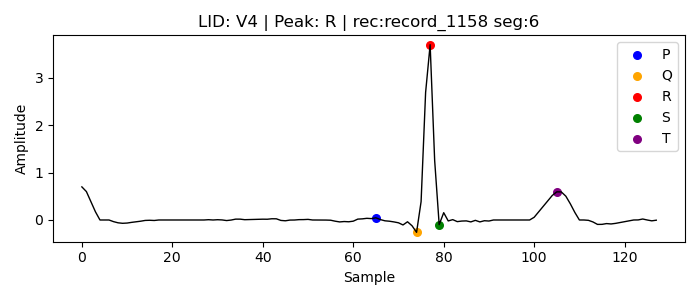 LID: V4 | Peak: R | rec:record_1158 seg:6
Amplitude
3
2
1
0
P
Q
R
S
T
0 20 40 60 80 100 120
Sample